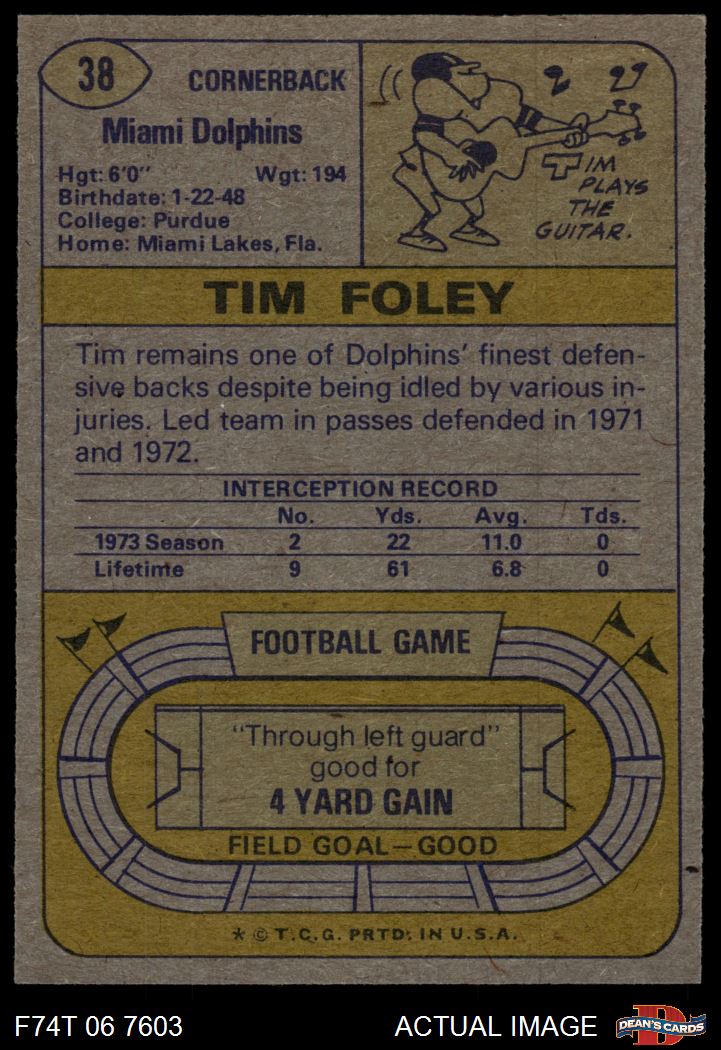 38
CORNERBACK
Miami Dolphins
Hgt: 6'0" Wgt: 194
Birthdate: 1-22-48
College: Purdue
Home: Miami Lakes, Fla.
TIM
PLAYS
THE
GUITAR.
TIM FOLEY
Tim remains one of Dolphins' finest defen-
sive backs despite being idled by various in-
juries. Led team in passes defended in 1971
and 1972.
INTERCEPTION RECORD
No. Yds. Avg. Tds.
1973 Season 2 22 11.0 0
Lifetime 9 61 6.8 0
FOOTBALL GAME
"Through left guard"
good for
4 YARD GAIN
FIELD GOAL—GOOD
* © T.C.G. PRTD. IN U.S.A.
F74T 06 7603
ACTUAL IMAGE
D
DEAN'S CARDS